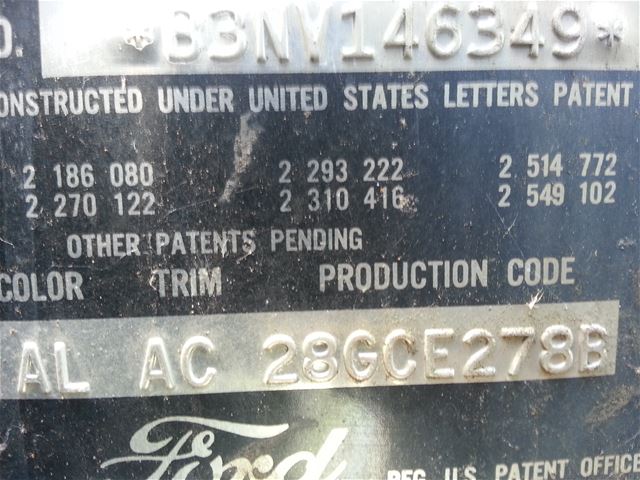 D. *B3NV146349*
ONSTRUCTED UNDER UNITED STATES LETTERS PATENT
2 186 080 2 293 222 2 514 772
2 270 122 2 310 416 2 549 102
OTHER PATENTS PENDING
COLOR TRIM PRODUCTION CODE
AL AC 28GCE278B
Ford REG. U.S. PATENT OFFICE